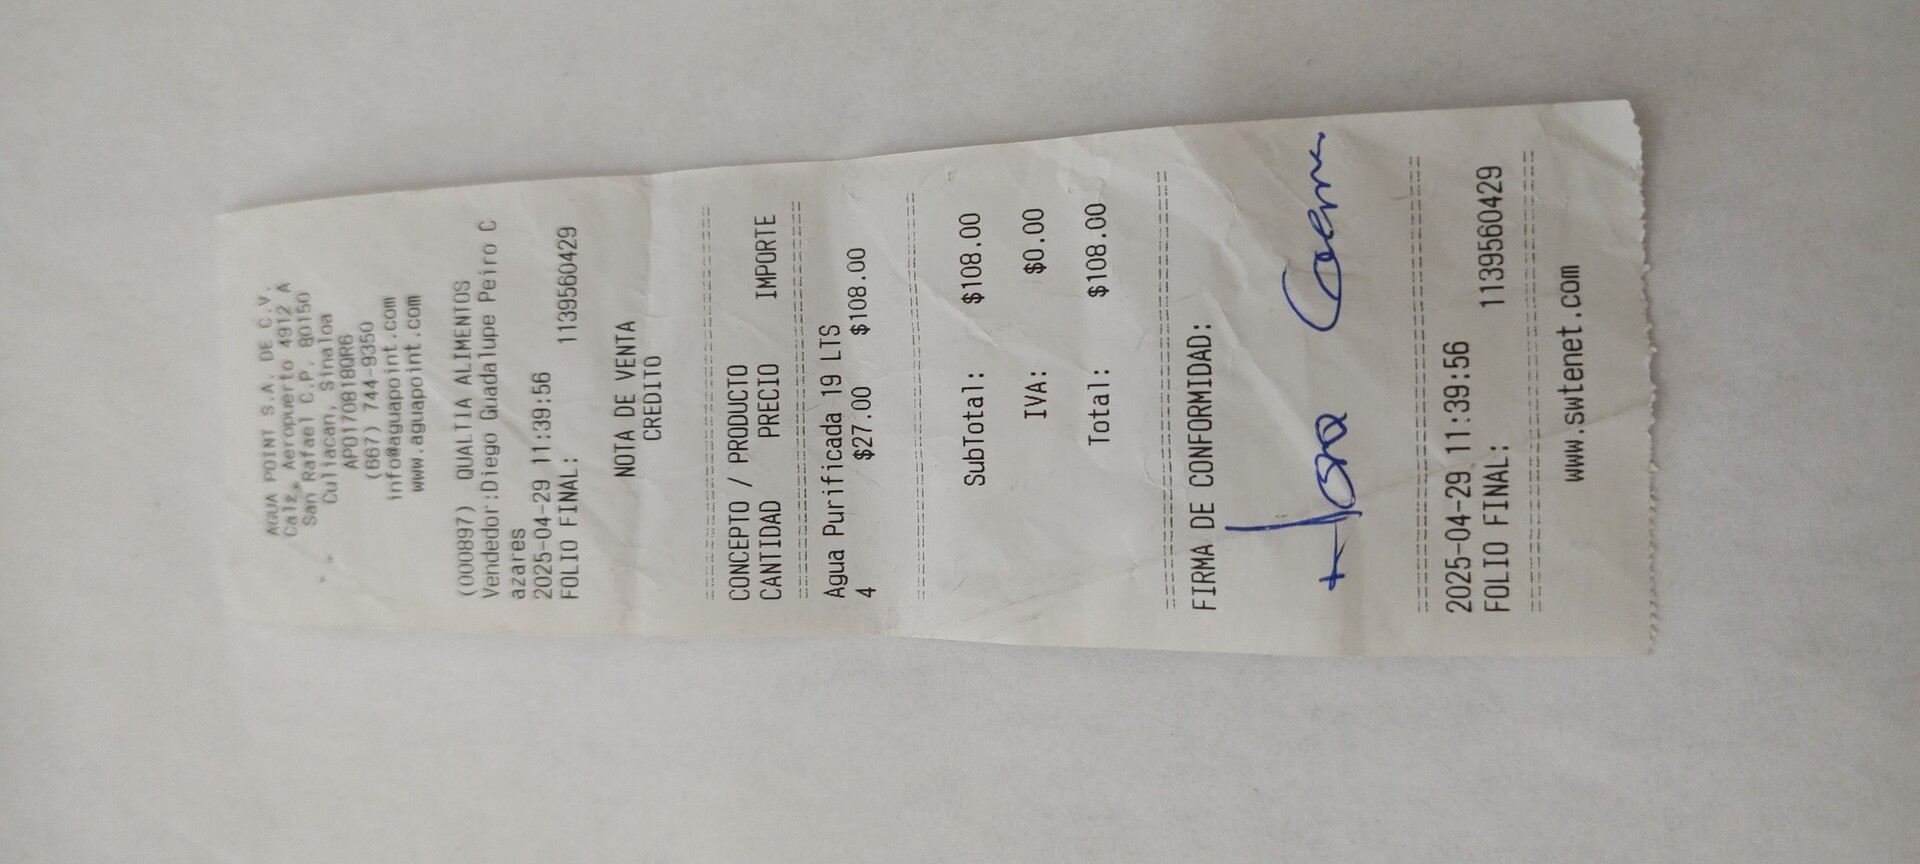 AGUA POINT S.A. DE C.V.
Calz. Aeropuerto 4912 A
San Rafael C.P. 80150
Culiacan, Sinaloa
APO170818QR6
(667) 744-9350
info@aguapoint.com
www.aguapoint.com
(000897) QUALTIA ALIMENTOS
Vendedor:Diego Guadalupe Peiro C
azares
2025-04-29 11:39:56
FOLIO FINAL: 1139560429
NOTA DE VENTA
CREDITO
CONCEPTO / PRODUCTO
CANTIDAD PRECIO IMPORTE
Agua Purificada 19 LTS
4 $27.00 $108.00
SubTotal: $108.00
IVA: $0.00
Total: $108.00
FIRMA DE CONFORMIDAD:
2025-04-29 11:39:56
FOLIO FINAL: 1139560429
www.swtenet.com